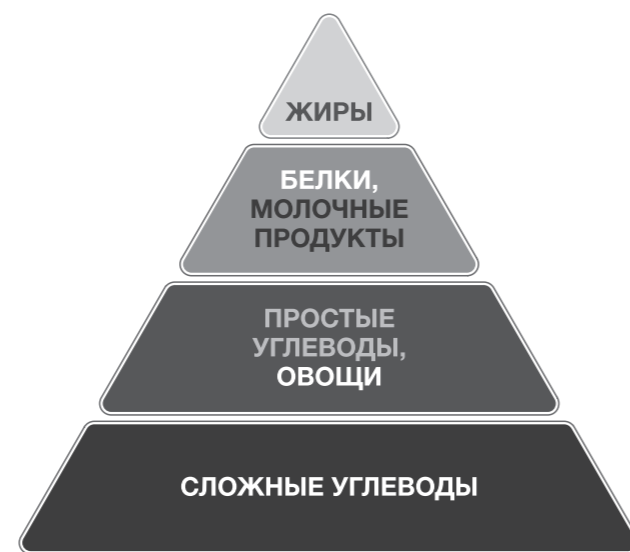 ЖИРЫ
БЕЛКИ,
МОЛОЧНЫЕ
ПРОДУКТЫ
ПРОСТЫЕ
УГЛЕВОДЫ,
ОВОЩИ
СЛОЖНЫЕ УГЛЕВОДЫ